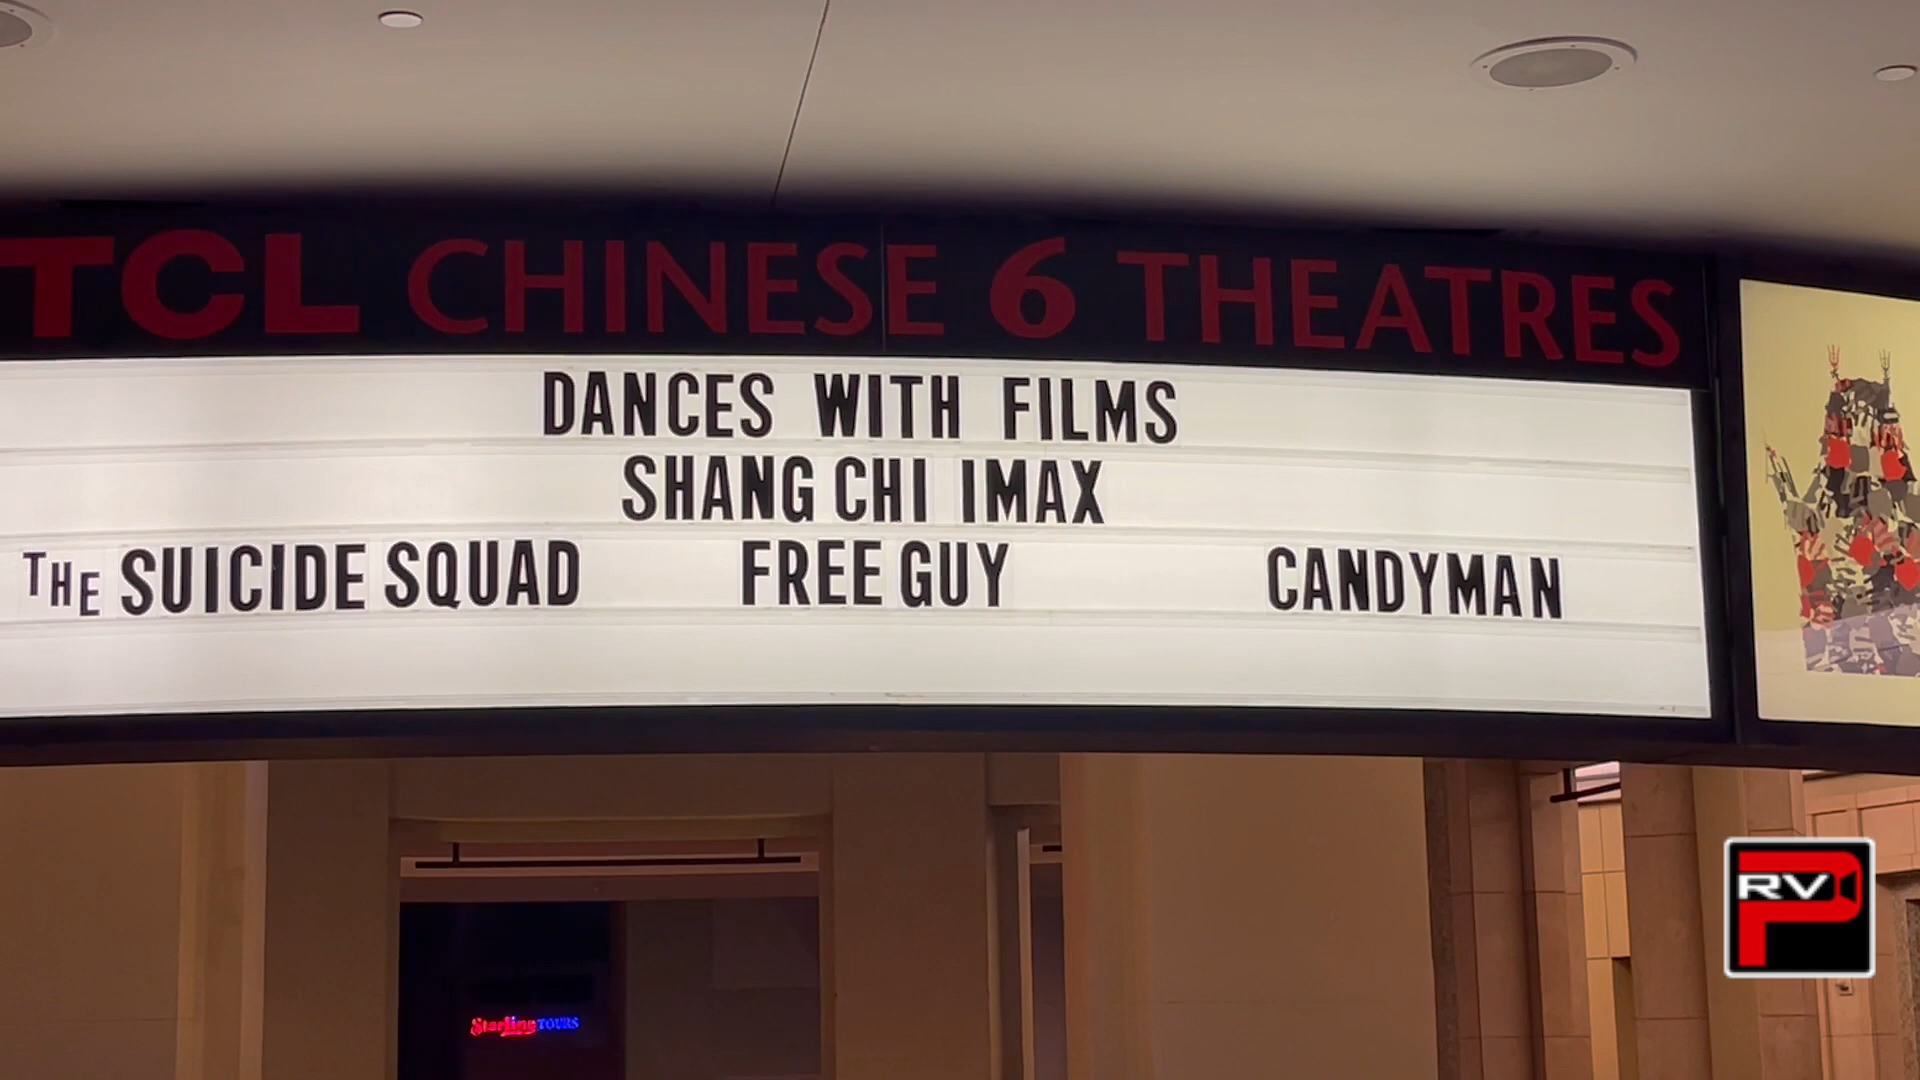 TCL CHINESE 6 THEATRES
DANCES WITH FILMS
SHANG CHI IMAX
THE SUICIDE SQUAD FREE GUY CANDYMAN
Starline TOURS
RV
P